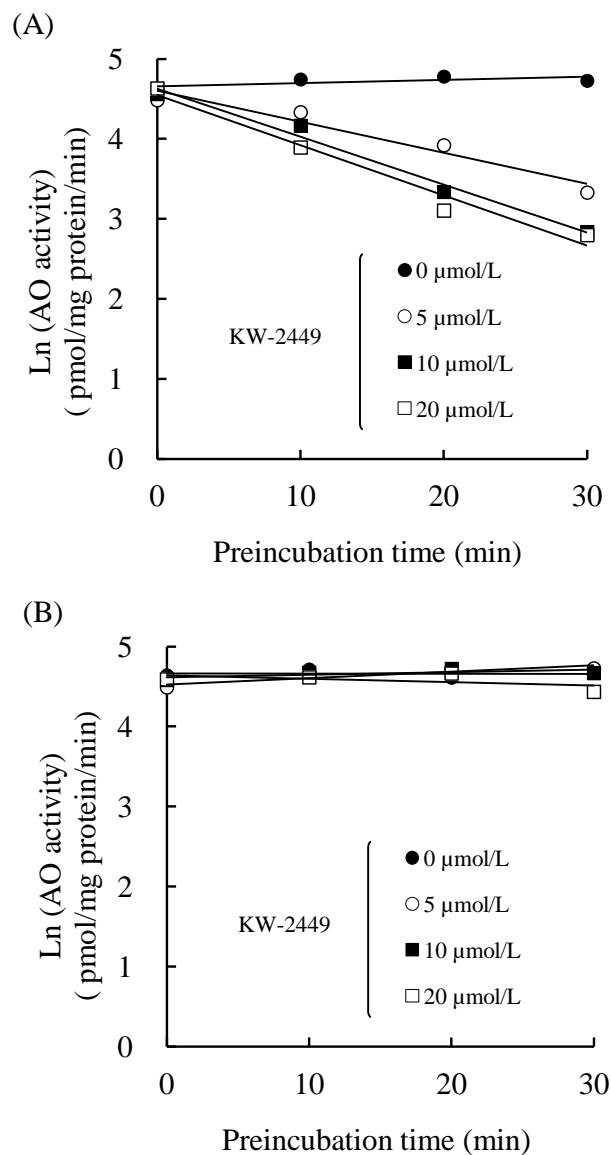 (A)
5
4
3
2
1
0
Ln (AO activity)
( pmol/mg protein/min)
KW-2449
0 µmol/L
5 µmol/L
10 µmol/L
20 µmol/L
0 10 20 30
Preincubation time (min)
(B)
5
4
3
2
1
0
Ln (AO activity)
( pmol/mg protein/min)
KW-2449
0 µmol/L
5 µmol/L
10 µmol/L
20 µmol/L
0 10 20 30
Preincubation time (min)